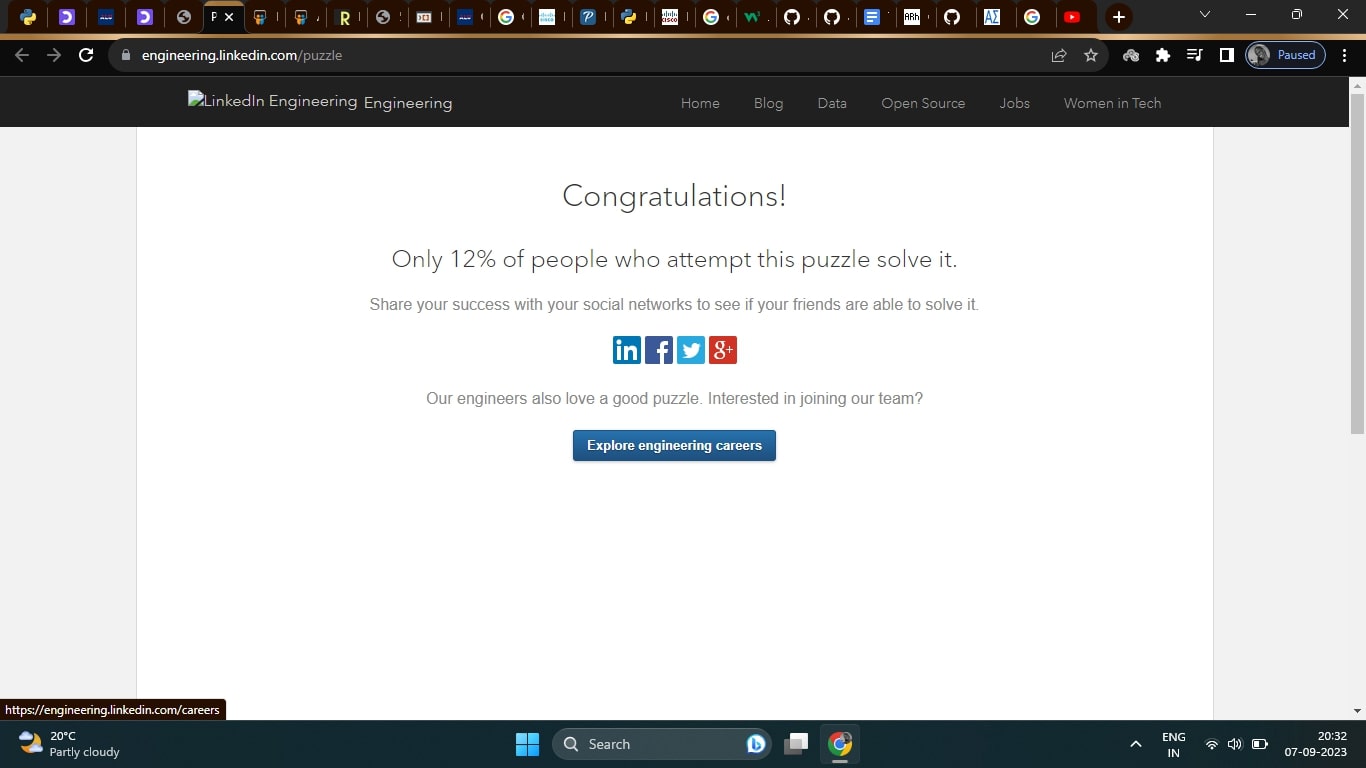 engineering.linkedin.com/puzzle
Paused
LinkedIn Engineering Engineering
Home Blog Data Open Source Jobs Women in Tech
Congratulations!
Only 12% of people who attempt this puzzle solve it.
Share your success with your social networks to see if your friends are able to solve it.
in f g+
Our engineers also love a good puzzle. Interested in joining our team?
Explore engineering careers
https://engineering.linkedin.com/careers
20°C
Partly cloudy
Search
ENG
IN
20:32
07-09-2023